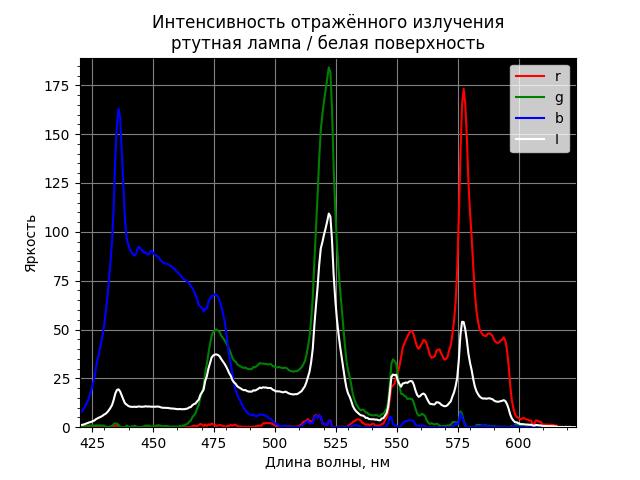 Интенсивность отражённого излучения
ртутная лампа / белая поверхность
Яркость
175
150
125
100
75
50
25
0
r
g
b
I
425 450 475 500 525 550 575 600
Длина волны, нм